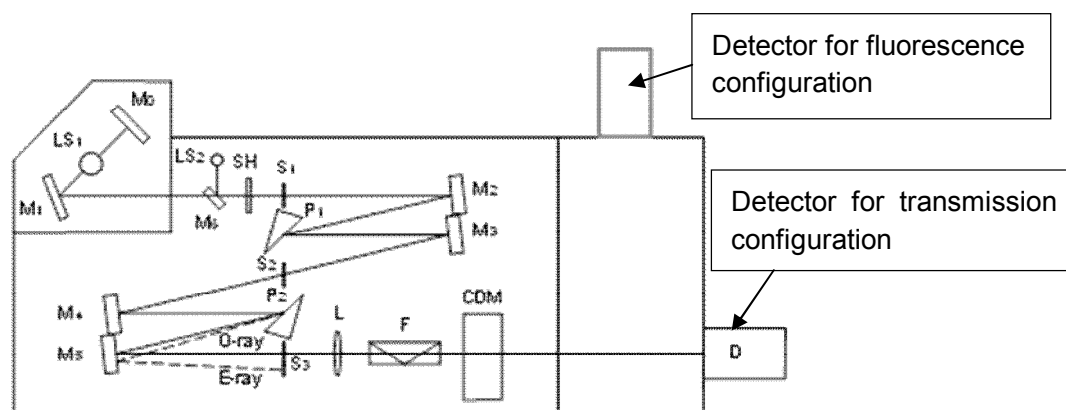 Detector for fluorescence
configuration
M0
LS1
LS2
SH
S1
M1
M6
P1
M2
M3
Detector for transmission
configuration
S2
P2
CDM
M4
L
F
O-ray
M5
S3
D
E-ray